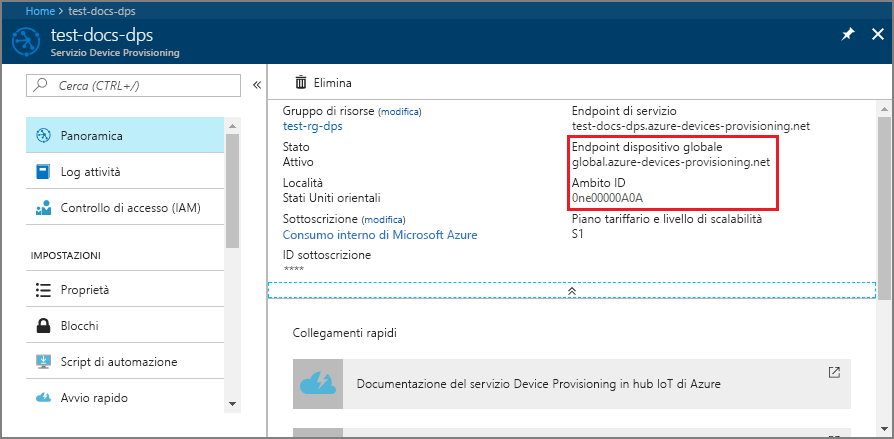 Home > test-docs-dps
test-docs-dps
Servizio Device Provisioning
Cerca (CTRL+/)
Panoramica
Log attività
Controllo di accesso (IAM)
IMPOSTAZIONI
Proprietà
Blocchi
Script di automazione
Avvio rapido
Elimina
Gruppo di risorse (modifica)
test-rg-dps
Stato
Attivo
Località
Stati Uniti orientali
Sottoscrizione (modifica)
Consumo interno di Microsoft Azure
ID sottoscrizione
****
Endpoint di servizio
test-docs-dps.azure-devices-provisioning.net
Endpoint dispositivo globale
global.azure-devices-provisioning.net
Ambito ID
0ne00000A0A
Piano tariffario e livello di scalabilità
S1
Collegamenti rapidi
Documentazione del servizio Device Provisioning in hub IoT di Azure